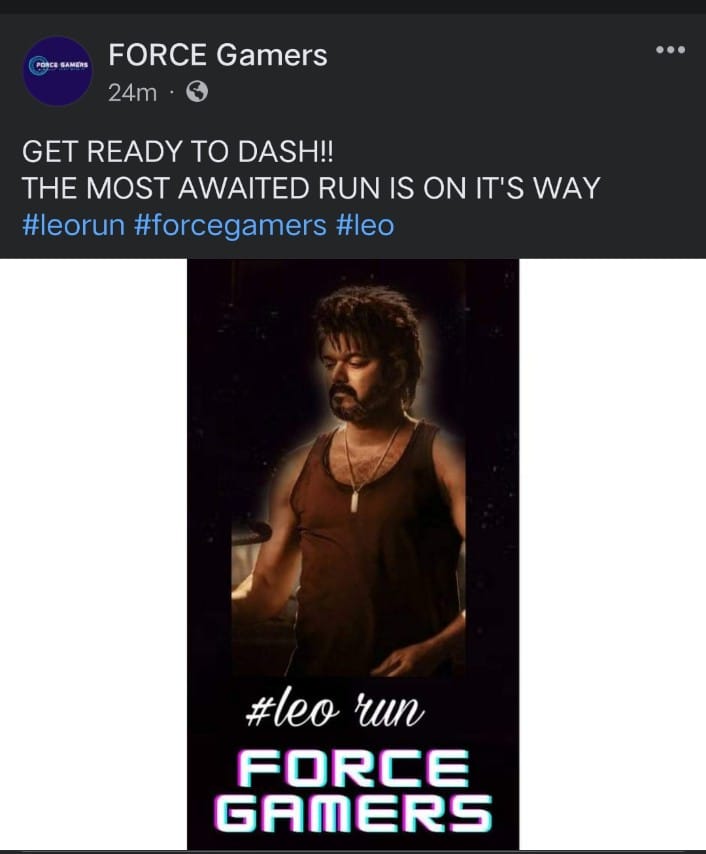 FORCE GAMERS
FORCE Gamers
24m ·
GET READY TO DASH!!
THE MOST AWAITED RUN IS ON IT'S WAY
#leorun #forcegamers #leo
#leo run
FORCE
GAMERS